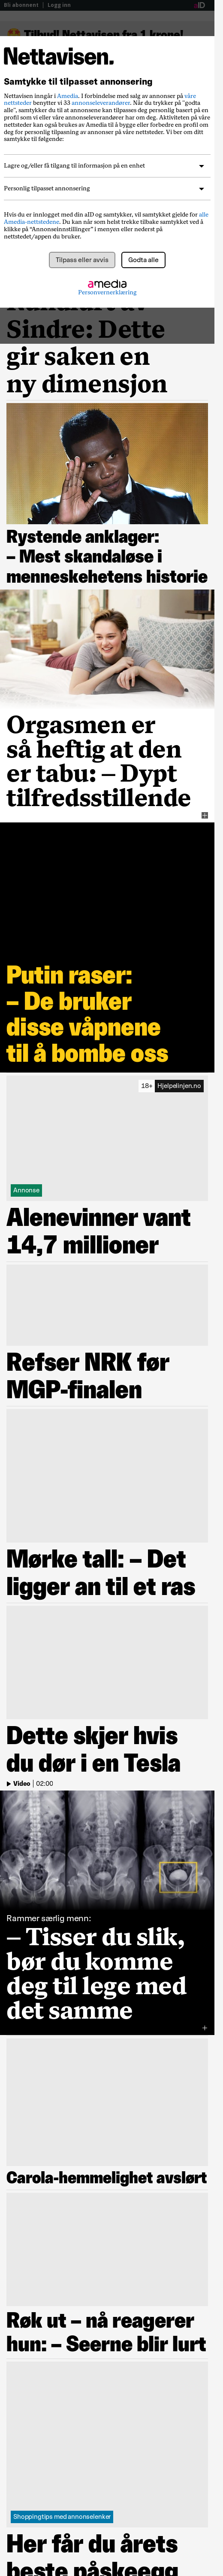 Bli abonnent | Logg inn
aID
Tilbud! Nettavisen fra 1 krone!
Nettavisen.
Samtykke til tilpasset annonsering
Nettavisen inngår i Amedia. I forbindelse med salg av annonser på våre
nettsteder benytter vi 33 annonseleverandører. Når du trykker på "godta
alle", samtykker du til at annonsene kan tilpasses deg personlig basert på en
profil som vi eller våre annonseleverandører har om deg. Aktiviteten på våre
nettsteder kan også brukes av Amedia til å bygge eller forbedre en profil, som
deg for personlig tilpasning av annonser på våre nettsteder. Vi ber om ditt
samtykke til følgende:
Lagre og/eller få tilgang til informasjon på en enhet
Personlig tilpasset annonsering
Hvis du er innlogget med din aID og samtykker, vil samtykket gjelde for alle
Amedia-nettstedene. Du kan når som helst trekke tilbake samtykket ved å
klikke på “Annonseinnstillinger” i menyen eller nederst på
nettstedet/appen du bruker.
Tilpass eller avvis
Godta alle
amedia
Personvernerklæring
Sindre: Dette
gir saken en
ny dimensjon
Rystende anklager:
– Mest skandaløse i
menneskehetens historie
Orgasmen er
så heftig at den
er tabu: – Dypt
tilfredsstillende
Putin raser:
– De bruker
disse våpnene
til å bombe oss
18+ Hjelpelinjen.no
Annonse
Alenevinner vant
14,7 millioner
Refser NRK før
MGP-finalen
Mørke tall: – Det
ligger an til et ras
Dette skjer hvis
du dør i en Tesla
Video | 02:00
Rammer særlig menn:
– Tisser du slik,
bør du komme
deg til lege med
det samme
Carola-hemmelighet avslørt
Røk ut – nå reagerer
hun: – Seerne blir lurt
Shoppingtips med annonselenker
Her får du årets
beste påskeegg